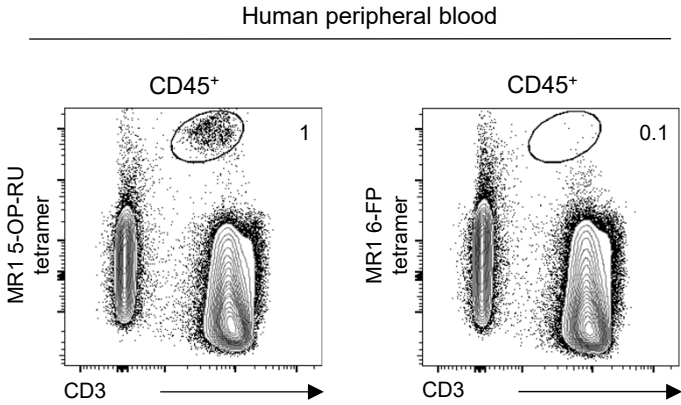 Human peripheral blood
CD45⁺
CD45⁺
MR1 5-OP-RU
tetramer
1
CD3
MR1 6-FP
tetramer
0.1
CD3